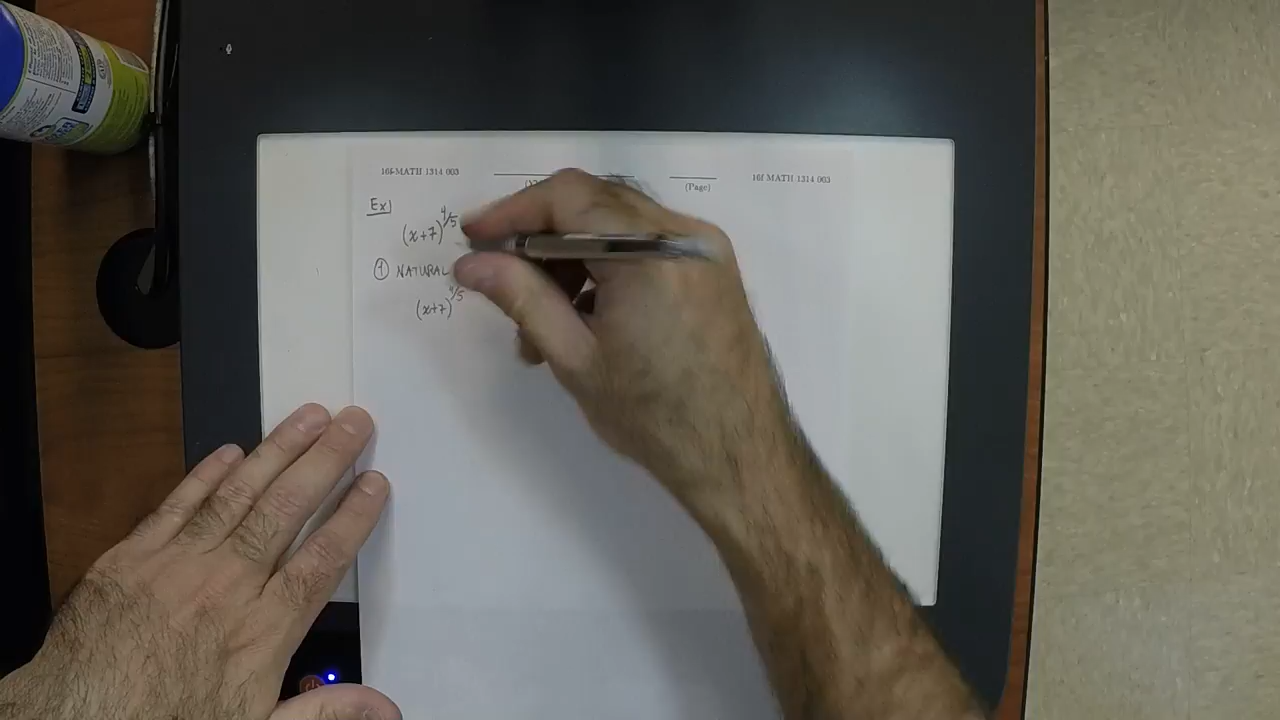 16f MATH 1314 003 (Page) 16f MATH 1314 003
Ex)
(x+7)^4/5
① NATURAL
(x+7)^4/5